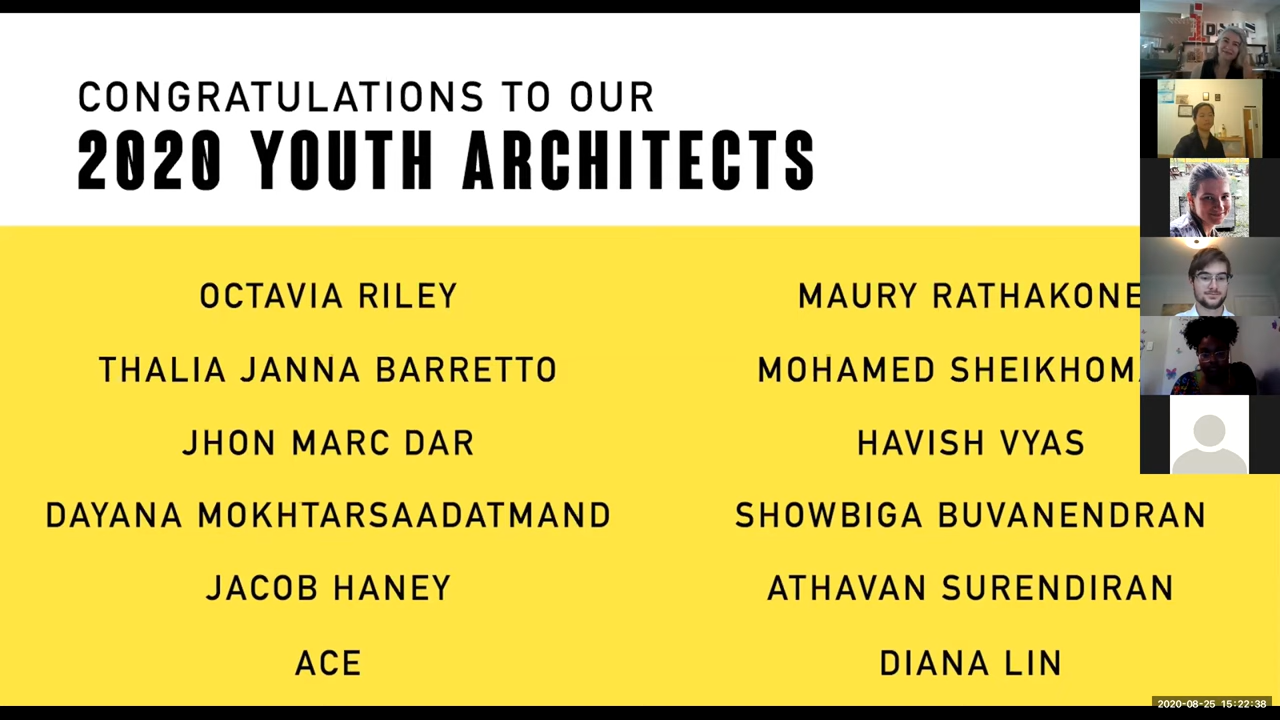 CONGRATULATIONS TO OUR
2020 YOUTH ARCHITECTS
OCTAVIA RILEY
THALIA JANNA BARRETTO
JHON MARC DAR
DAYANA MOKHTARSAADATMAND
JACOB HANEY
ACE
MAURY RATHAKONE
MOHAMED
HAVISH VYAS
SHOWBIGA BUVANENDRAN
ATHAVAN SURENDIRAN
DIANA LIN
2020-08-25 15:22:38